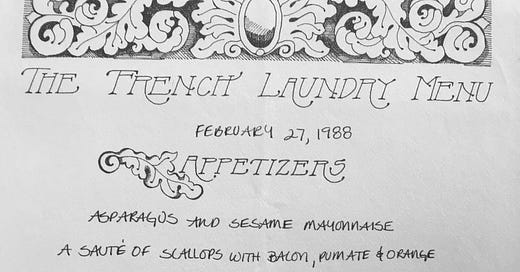 THE FRENCH LAUNDRY MENU
FEBRUARY 27, 1988
APPETIZERS
ASPARAGUS AND SESAME MAYONNAISE
A SAUTÉ OF SCALLOPS WITH BACON, PUMATE & ORANGE